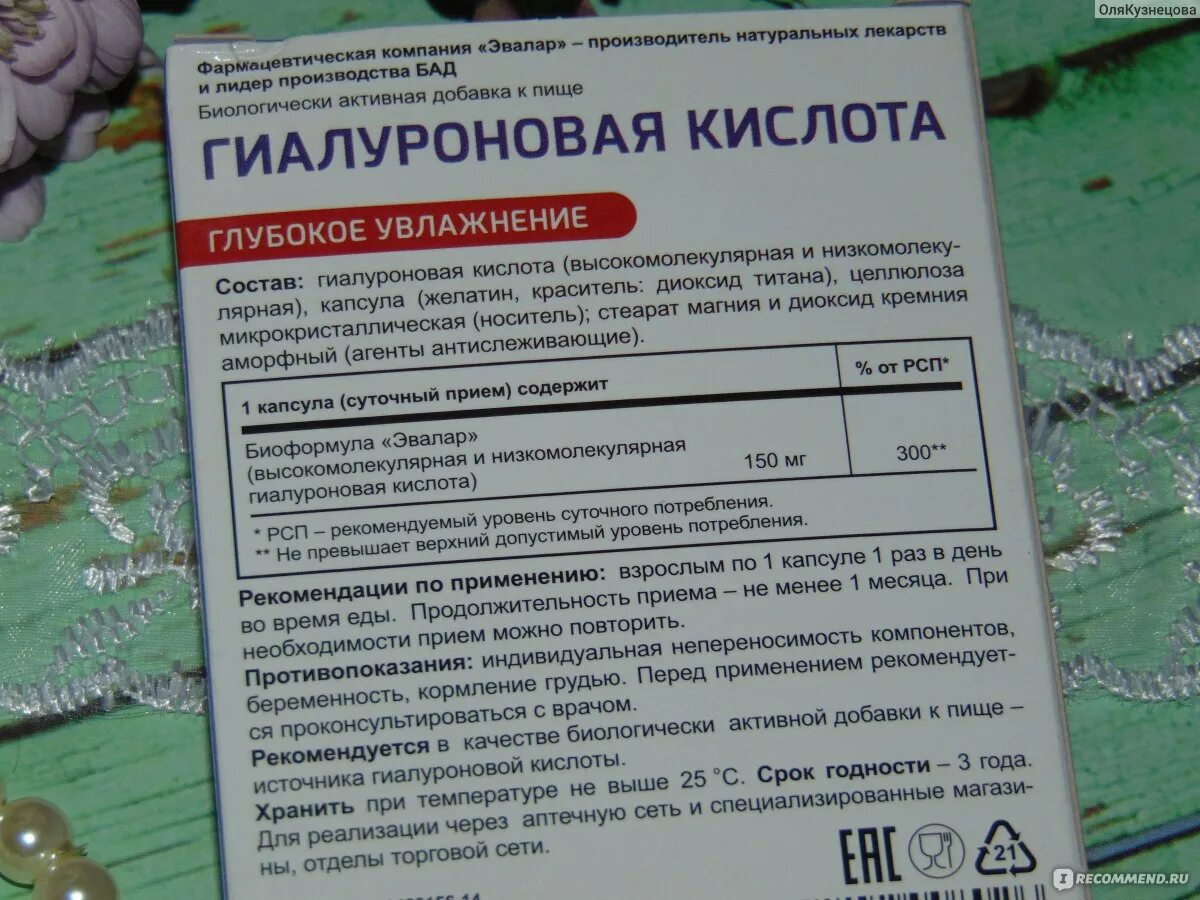 ОляКузнецова
Фармацевтическая компания «Эвалар» – производитель натуральных лекарств
и лидер производства БАД
Биологически активная добавка к пище
ГИАЛУРОНОВАЯ КИСЛОТА
ГЛУБОКОЕ УВЛАЖНЕНИЕ
Состав: гиалуроновая кислота (высокомолекулярная и низкомолеку-
лярная), капсула (желатин, краситель: диоксид титана), целлюлоза
микрокристаллическая (носитель); стеарат магния и диоксид кремния
аморфный (агенты антислеживающие).
1 капсула (суточный прием) содержит % от РСП*
Биоформула «Эвалар»
(высокомолекулярная и низкомолекулярная
гиалуроновая кислота) 150 мг 300**
* РСП – рекомендуемый уровень суточного потребления.
** Не превышает верхний допустимый уровень потребления.
Рекомендации по применению: взрослым по 1 капсуле 1 раз в день
во время еды. Продолжительность приема – не менее 1 месяца. При
необходимости прием можно повторить.
Противопоказания: индивидуальная непереносимость компонентов,
беременность, кормление грудью. Перед применением рекомендует-
ся проконсультироваться с врачом.
Рекомендуется в качестве биологически активной добавки к пище –
источника гиалуроновой кислоты.
Хранить при температуре не выше 25 °С. Срок годности – 3 года.
Для реализации через аптечную сеть и специализированные магази-
ны, отделы торговой сети.
EAC
21
IRECOMMEND.RU